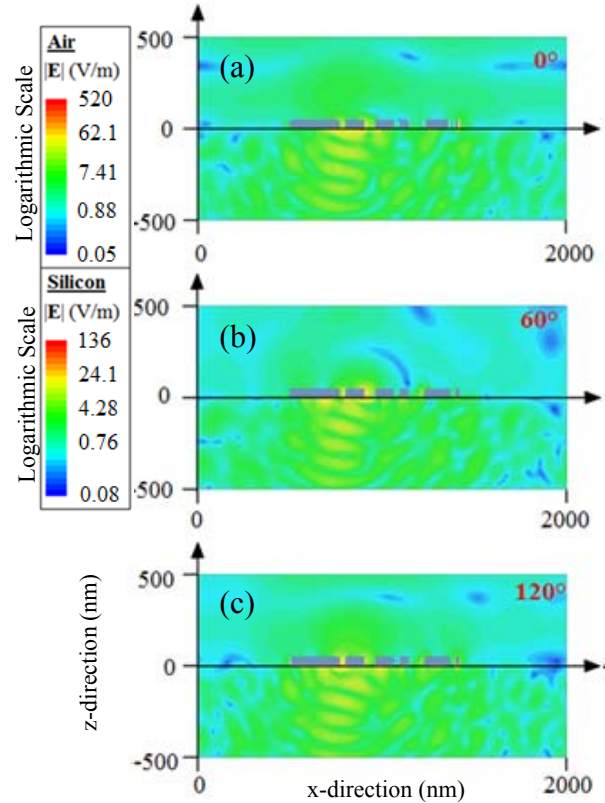 Air
|E| (V/m)
520
62.1
7.41
0.88
0.05
Logarithmic Scale
Silicon
|E| (V/m)
136
24.1
4.28
0.76
0.08
Logarithmic Scale
500
0
-500
(a)
0°
0
2000
500
0
-500
(b)
60°
0
2000
500
0
-500
(c)
120°
0
2000
z-direction (nm)
x-direction (nm)